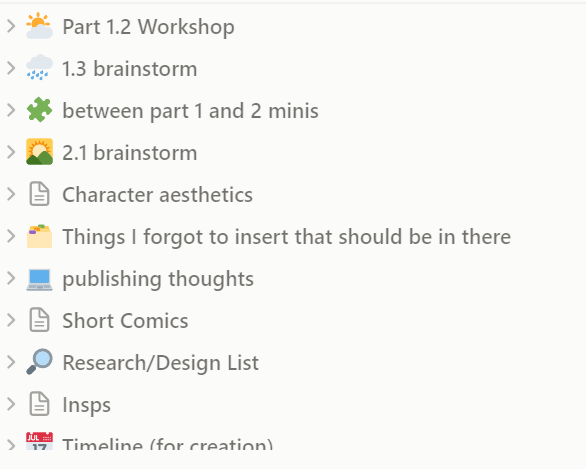 Part 1.2 Workshop
1.3 brainstorm
between part 1 and 2 minis
2.1 brainstorm
Character aesthetics
Things I forgot to insert that should be in there
publishing thoughts
Short Comics
Research/Design List
Insps
JUL 17 Timeline (for creation)